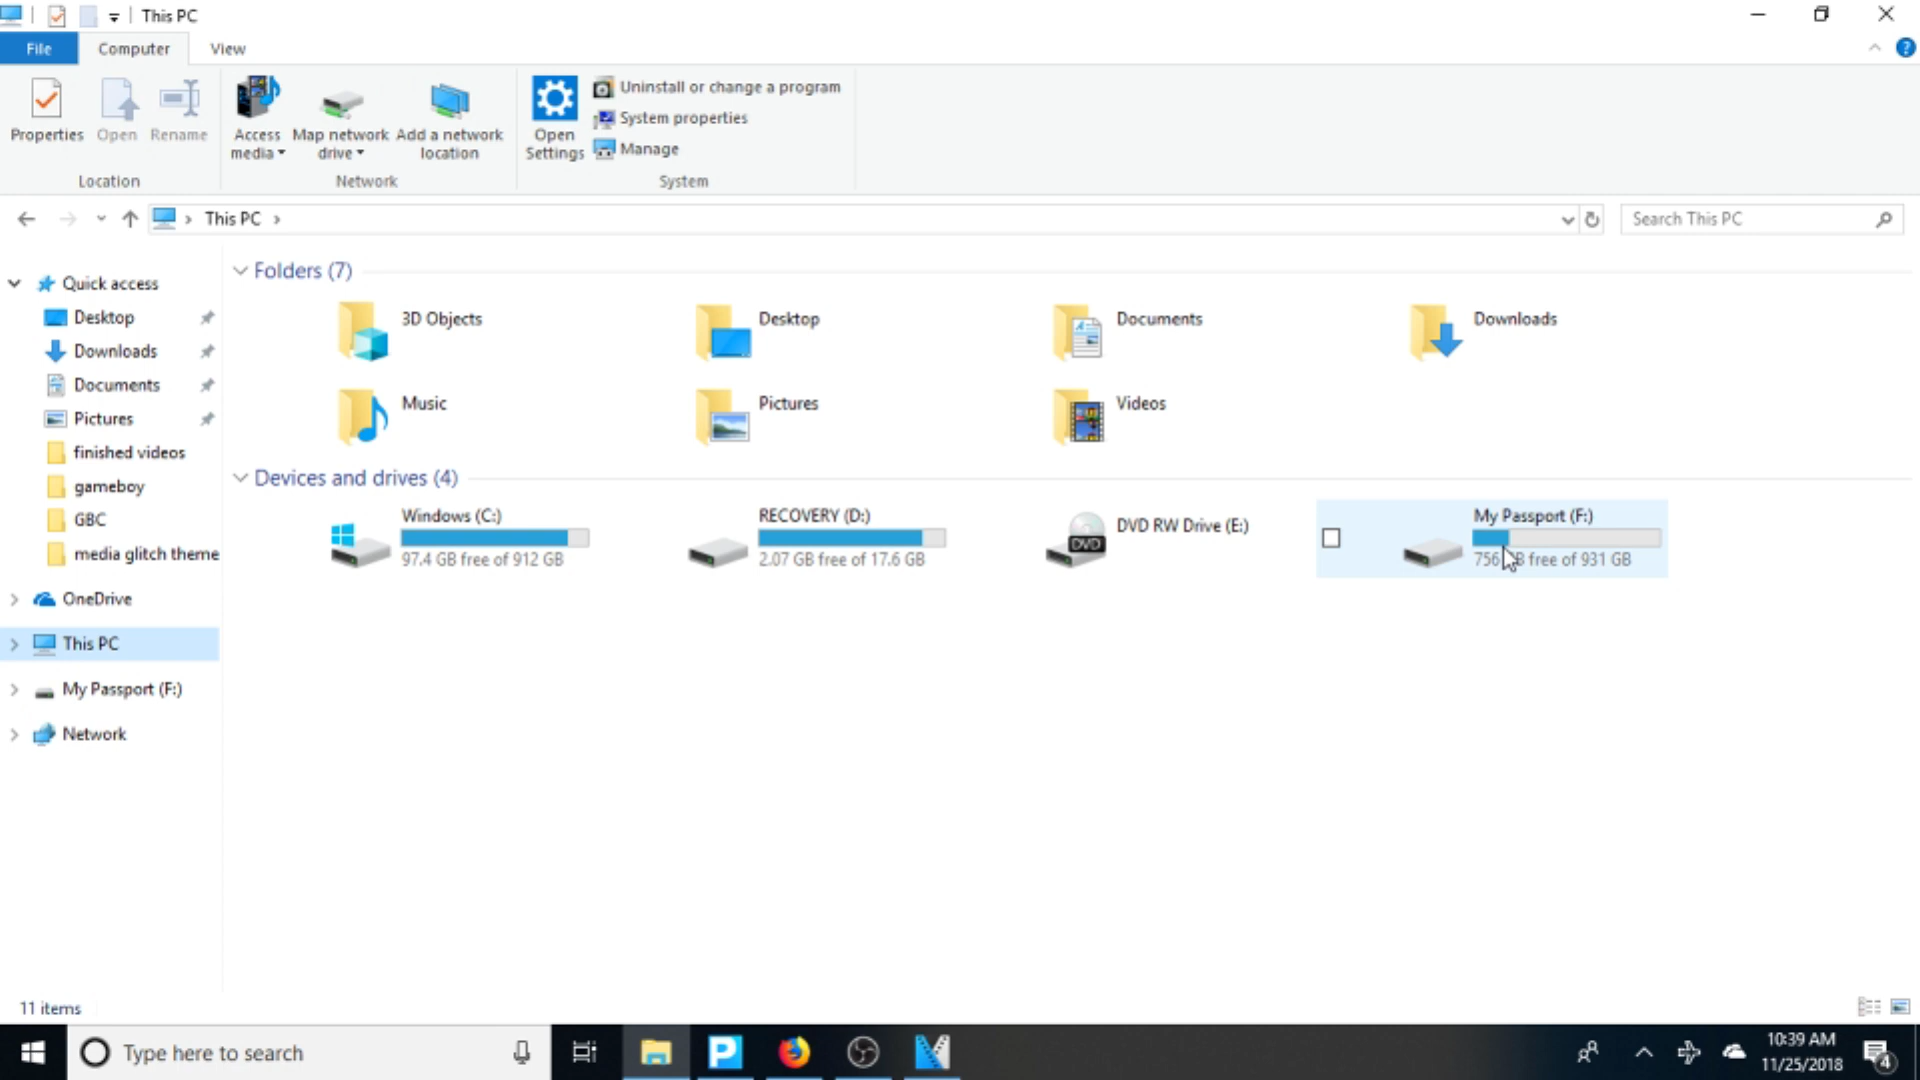 This PC
File Computer View
Properties Open Rename Access media Map network drive Add a network location Open Settings Uninstall or change a program
System properties
Manage
Location Network System
This PC
Search This PC
Quick access
Desktop
Downloads
Documents
Pictures
finished videos
gameboy
GBC
media glitch theme
OneDrive
This PC
My Passport (F:)
Network
Folders (7)
3D Objects Desktop Documents Downloads
Music Pictures Videos
Devices and drives (4)
Windows (C:) RECOVERY (D:) DVD RW Drive (E:) My Passport (F:)
97.4 GB free of 912 GB 2.07 GB free of 17.6 GB DVD 756 free of 931 GB
11 items
Type here to search
10:39 AM
11/25/2018
4